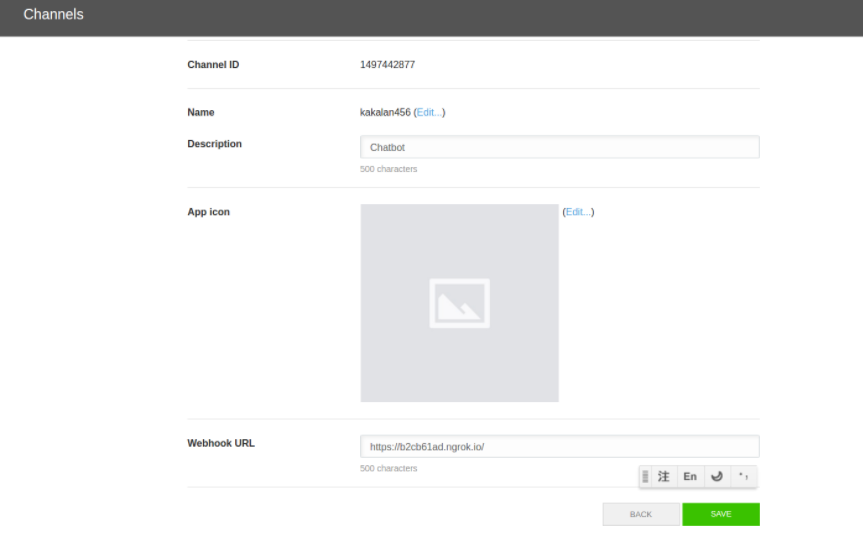 Channels
Channel ID 1497442877
Name kakalan456 (Edit...)
Description Chatbot
500 characters
App icon (Edit...)
Webhook URL https://b2cb61ad.ngrok.io/
500 characters
注 En
BACK SAVE